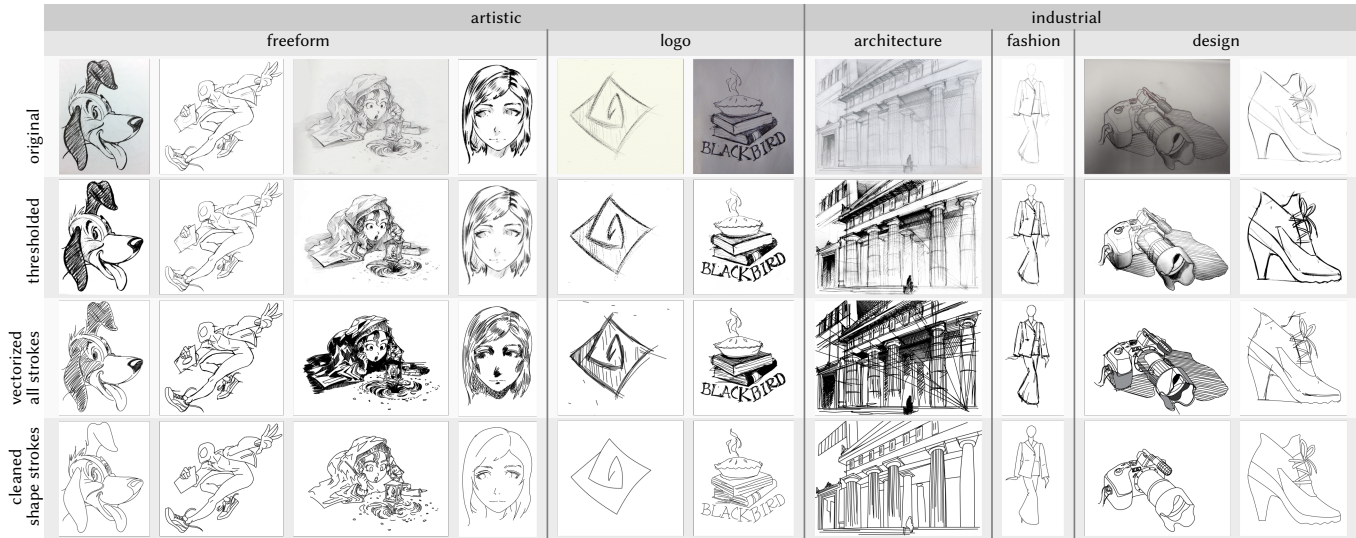 artistic
industrial
freeform
logo
architecture
fashion
design
original
BLACKBIRD
thresholded
BLACKBIRD
vectorized
all strokes
BLACKBIRD
cleaned
shape strokes
BLACKBIRD